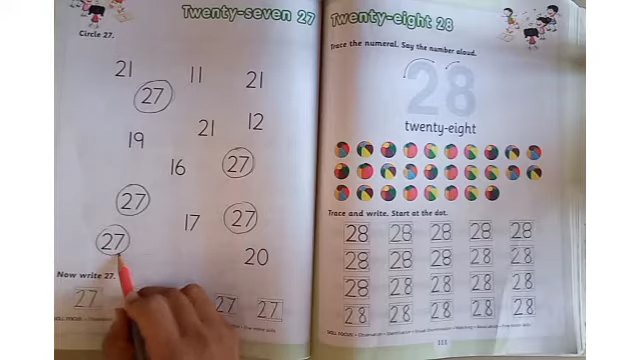 Twenty-seven 27
Circle 27.
21 11 21
27
12
19 21
16 27
27
17 27
27
20
Now write 27.
27 27 27
Twenty-eight 28
Trace the numeral. Say the number aloud.
28
twenty-eight
Trace and write. Start at the dot.
28 28 28 28 28
28 28 28 28 28
28 28 28 28 28
28 28 28 28 28